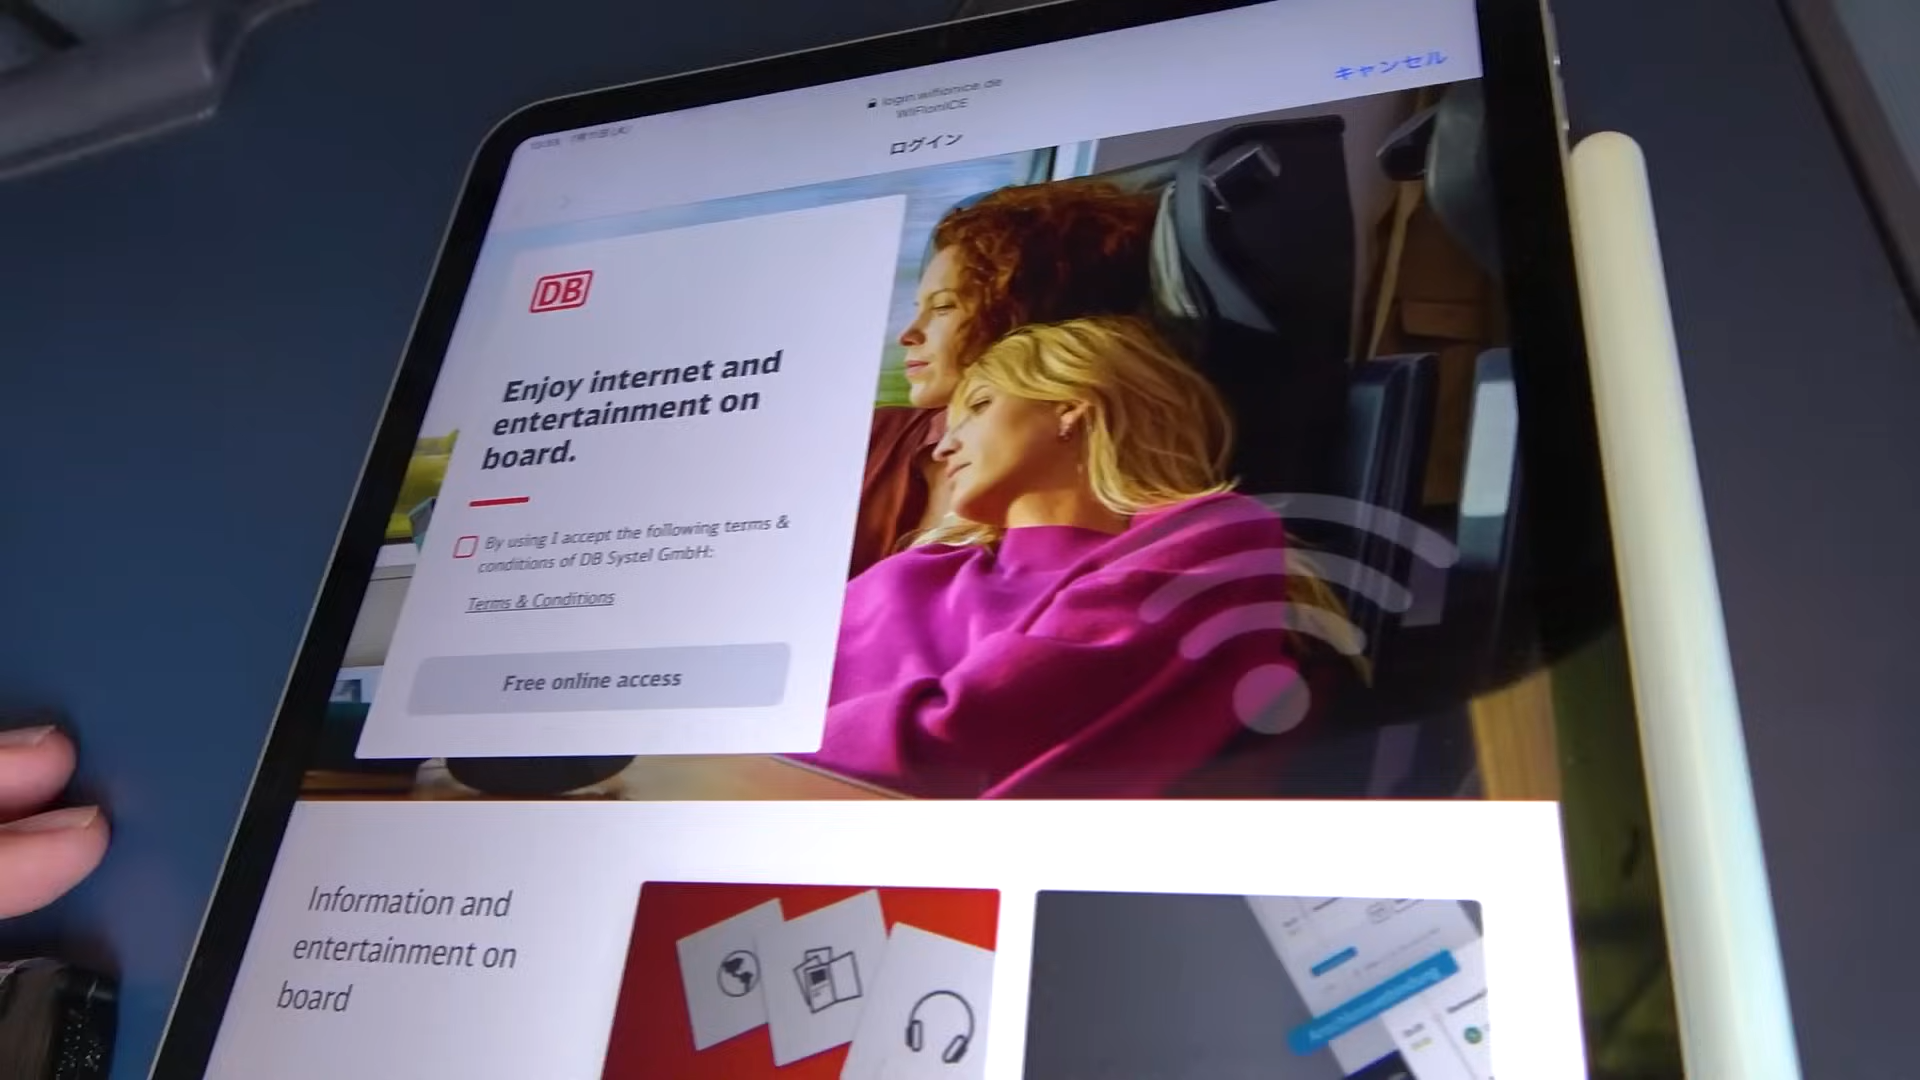 login.wifionice.de
WIFIonICE
キャンセル
ログイン
DB
Enjoy internet and
entertainment on
board.
By using I accept the following terms &
conditions of DB Systel GmbH:
Terms & Conditions
Free online access
Information and
entertainment on
board